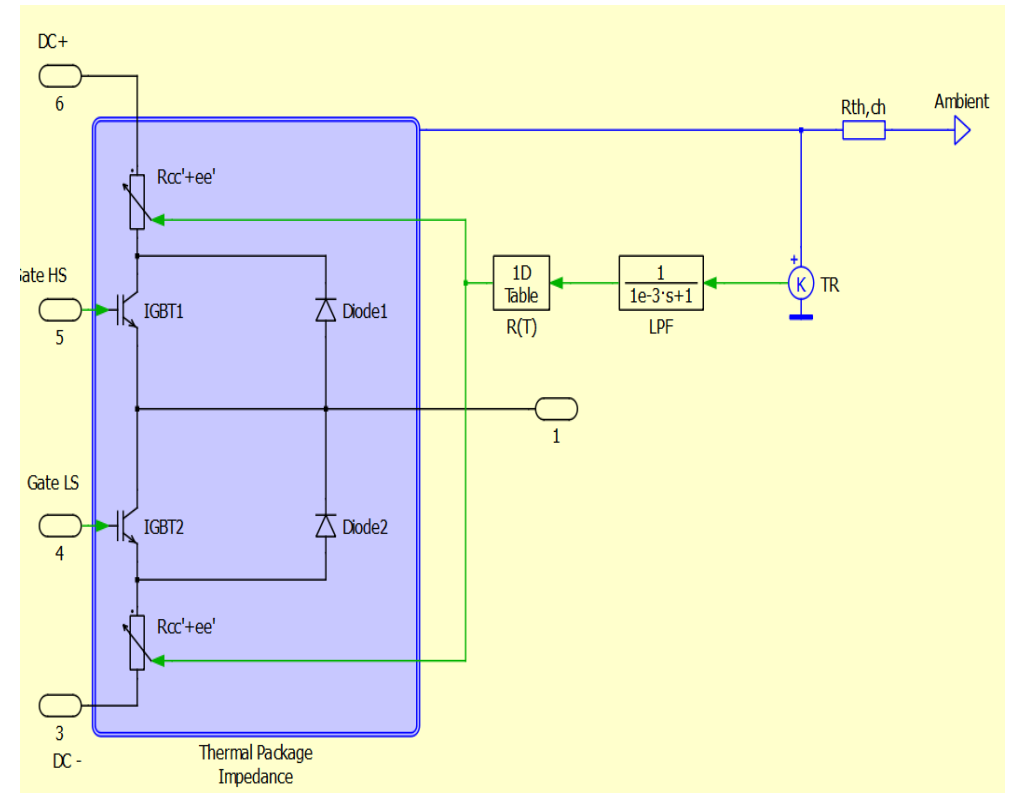 DC+
6
Rth,ch
Ambient
Rcc'+ee'
ate HS
5
IGBT1
Diode1
1D
Table
R(T)
1
1e-3·s+1
LPF
+
K
TR
1
Gate LS
4
IGBT2
Diode2
Rcc'+ee'
3
DC -
Thermal Package
Impedance